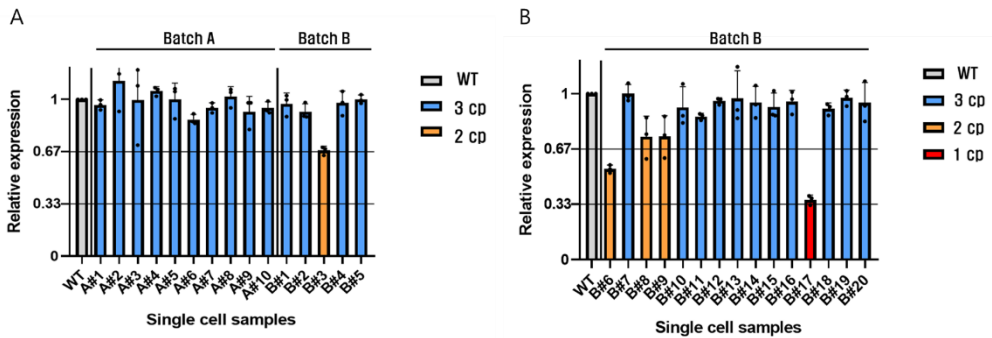 A
Batch A
Batch B
Relative expression
1
0.67
0.33
0
WT
A#1
A#2
A#3
A#4
A#5
A#6
A#7
A#8
A#9
A#10
B#1
B#2
B#3
B#4
B#5
Single cell samples
WT
3 cp
2 cp
B
Batch B
Relative expression
1
0.67
0.33
0
WT
B#6
B#7
B#8
B#9
B#10
B#11
B#12
B#13
B#14
B#15
B#16
B#17
B#18
B#19
B#20
Single cell samples
WT
3 cp
2 cp
1 cp